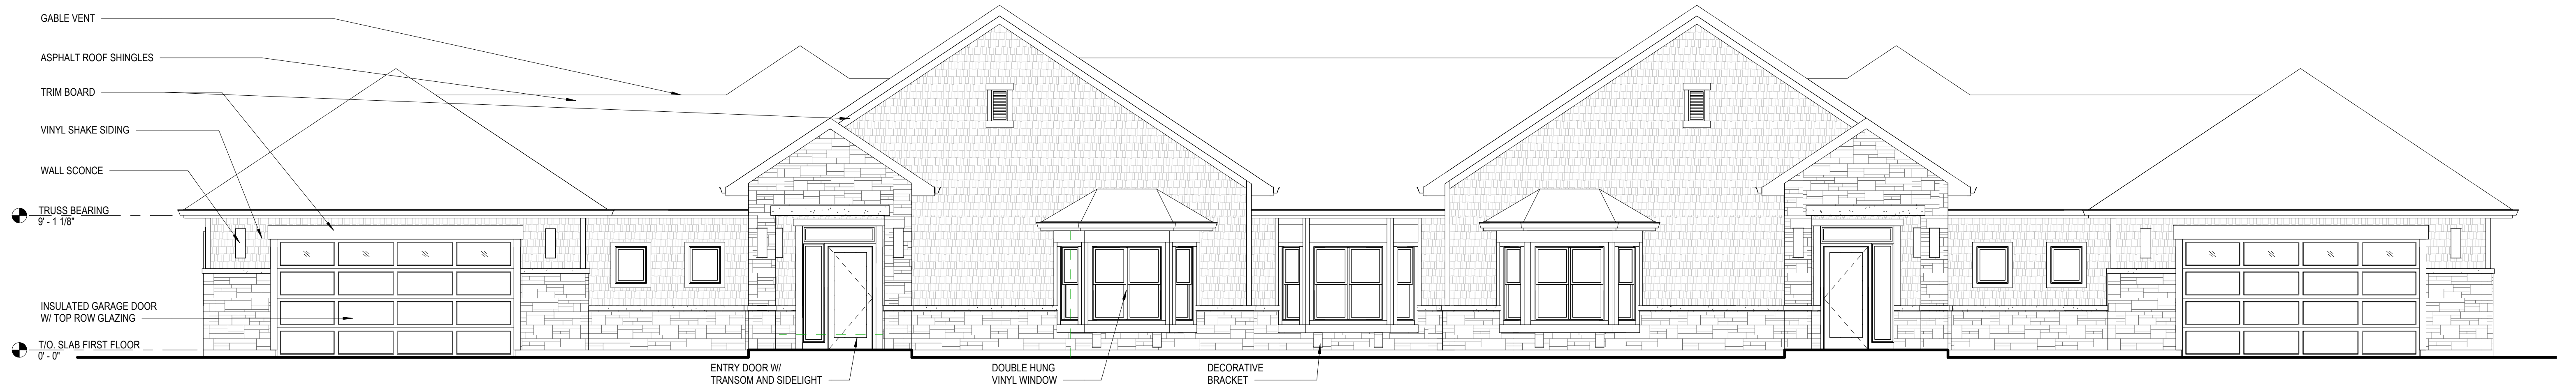 GABLE VENT
ASPHALT ROOF SHINGLES
TRIM BOARD
VINYL SHAKE SIDING
WALL SCONCE
TRUSS BEARING
9' - 1 1/8"
INSULATED GARAGE DOOR
W/ TOP ROW GLAZING
T/O. SLAB FIRST FLOOR
0' - 0"
ENTRY DOOR W/
TRANSOM AND SIDELIGHT
DOUBLE HUNG
VINYL WINDOW
DECORATIVE
BRACKET